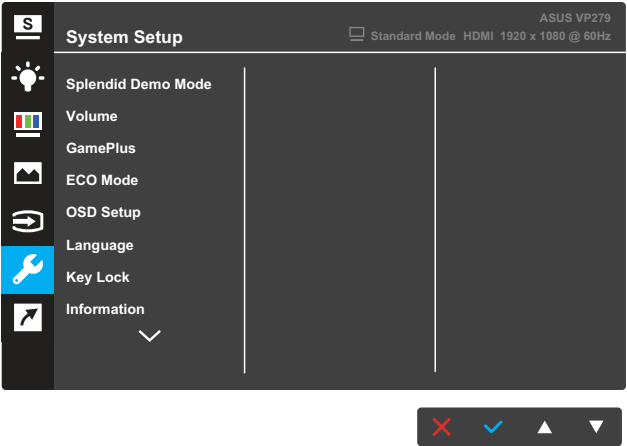 S
ASUS VP279
System Setup
Standard Mode HDMI 1920 x 1080 @ 60Hz
Splendid Demo Mode
Volume
GamePlus
ECO Mode
OSD Setup
Language
Key Lock
Information